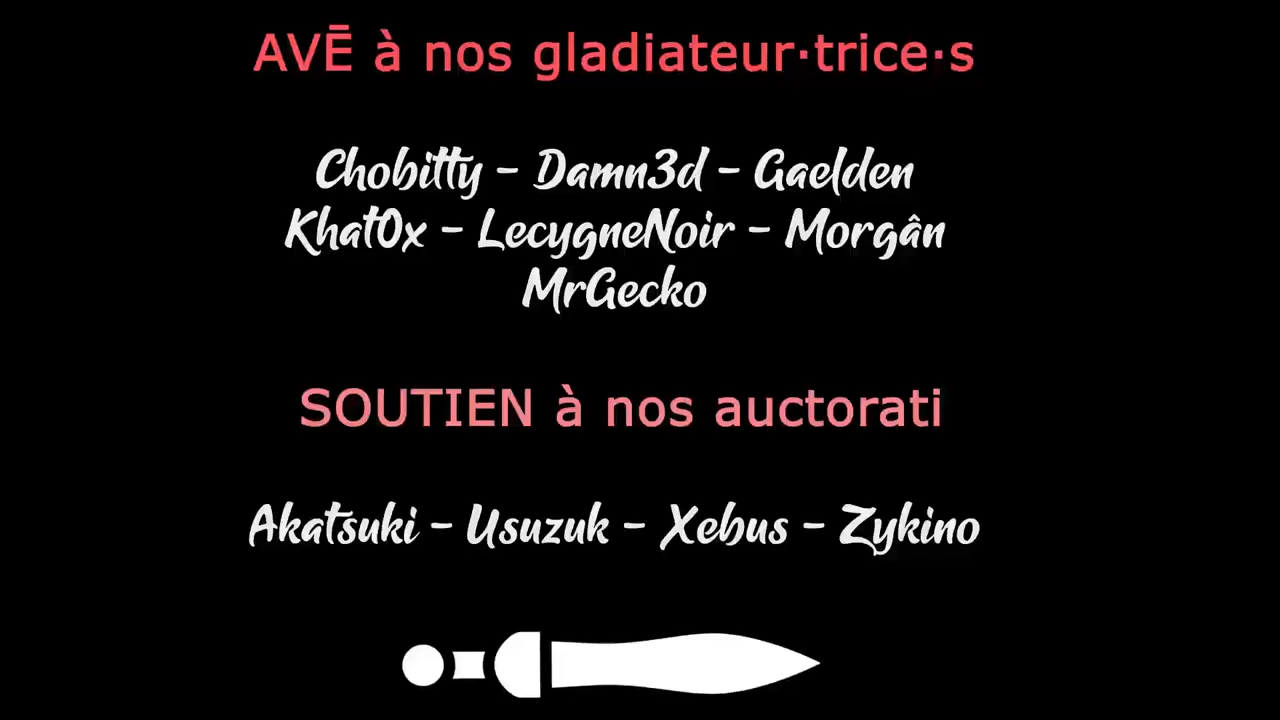 AVĒ à nos gladiateur·trice·s
Chobitty - Damn3d - Gaelden
Khat0x - LecygneNoir - Morgân
MrGecko
SOUTIEN à nos auctorati
Akatsuki - Usuzuk - Xebus - Zykino